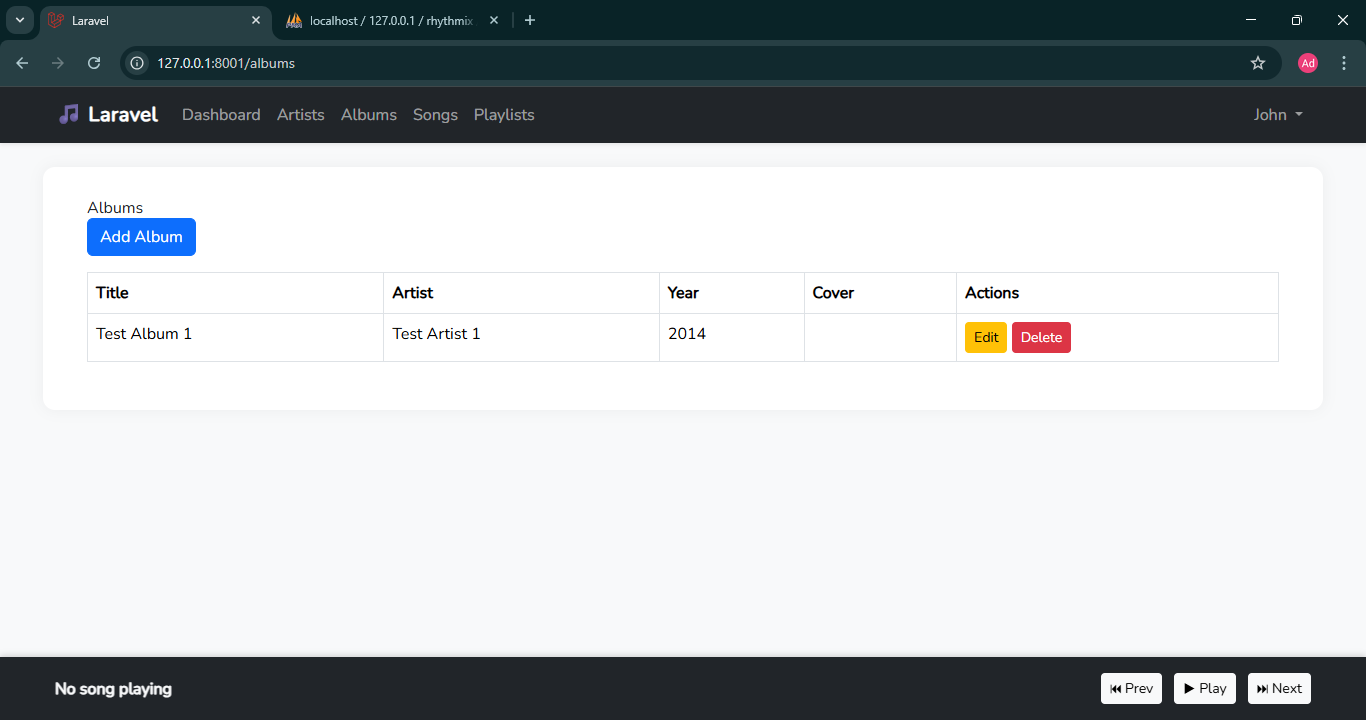 Laravel
localhost / 127.0.0.1 / rhythmix
127.0.0.1:8001/albums
Ad
Laravel Dashboard Artists Albums Songs Playlists John
Albums
Add Album
Title Artist Year Cover Actions
Test Album 1 Test Artist 1 2014 Edit Delete
No song playing ⏮ Prev ▶ Play ⏭ Next